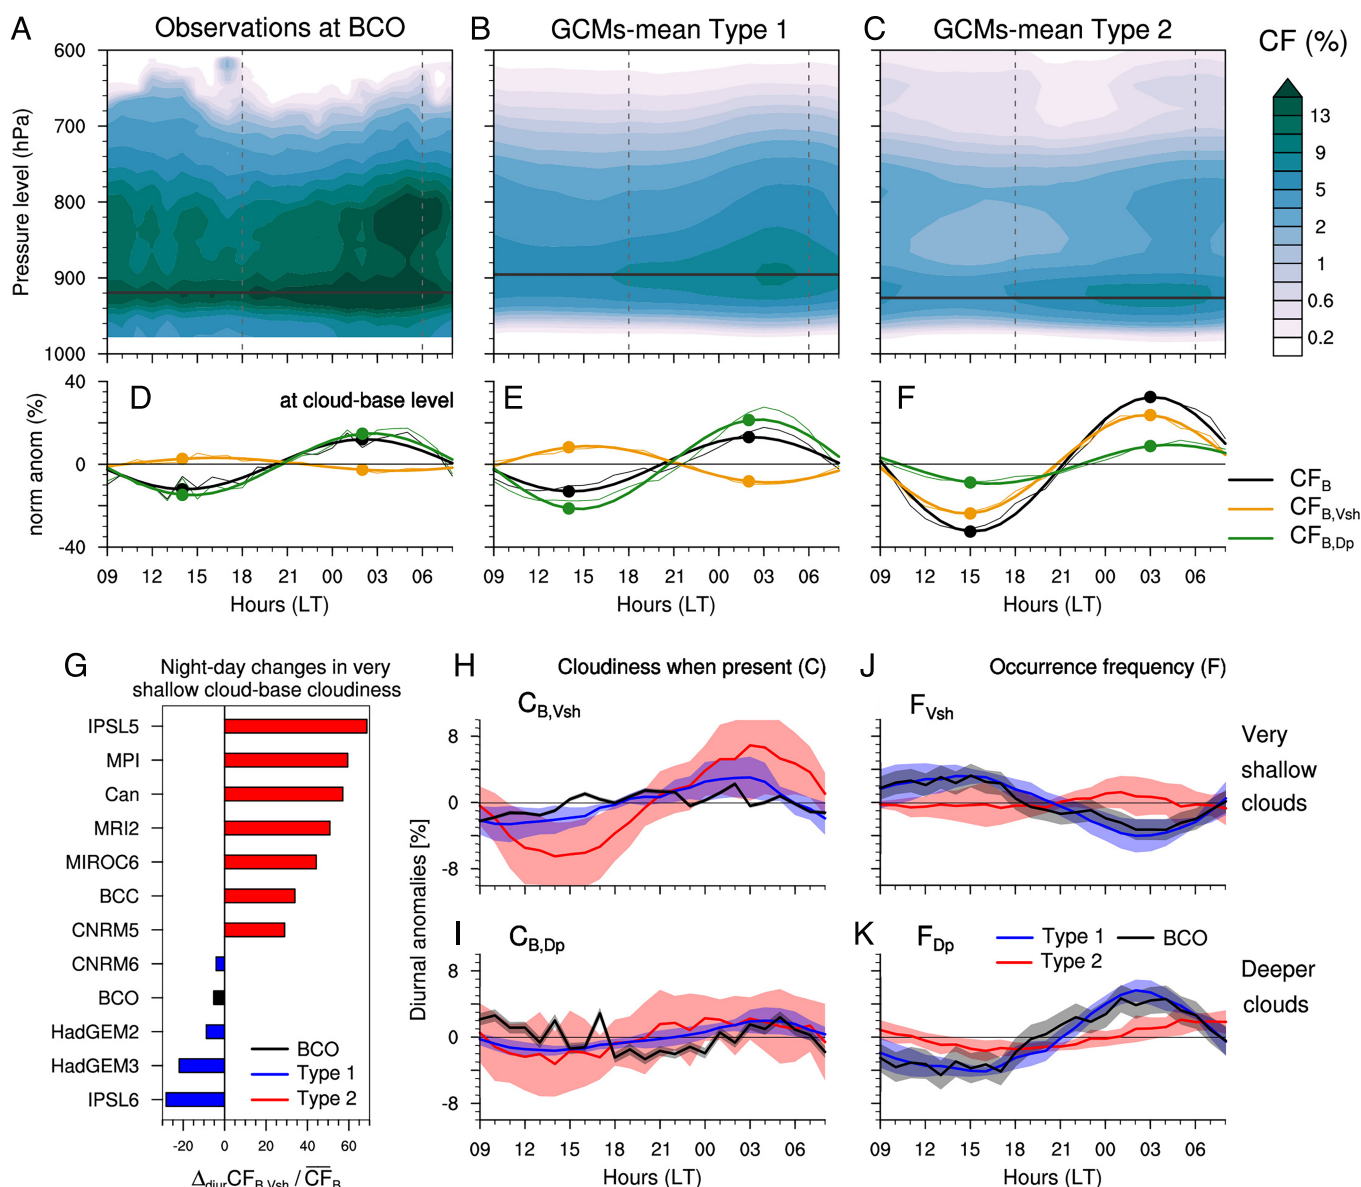 A Observations at BCO
B GCMs-mean Type 1
C GCMs-mean Type 2
CF (%)
Pressure level (hPa)
600
700
800
900
1000
13
9
5
2
1
0.6
0.2
D at cloud-base level
E
F
norm anom (%)
40
0
-40
09 12 15 18 21 00 03 06
09 12 15 18 21 00 03 06
09 12 15 18 21 00 03 06
Hours (LT)
Hours (LT)
Hours (LT)
CFB
CFB,Vsh
CFB,Dp
G
Night-day changes in very
shallow cloud-base cloudiness
IPSL5
MPI
Can
MRI2
MIROC6
BCC
CNRM5
CNRM6
BCO
HadGEM2
HadGEM3
IPSL6
BCO
Type 1
Type 2
-20 0 20 40 60
ΔdiurCFB,Vsh / CFB
H Cloudiness when present (C)
J Occurrence frequency (F)
CB,Vsh
FVsh
Very
shallow
clouds
8
0
-8
Diurnal anomalies [%]
I CB,Dp
K FDp
Type 1
BCO
Type 2
Deeper
clouds
8
0
-8
09 12 15 18 21 00 03 06
09 12 15 18 21 00 03 06
Hours (LT)
Hours (LT)